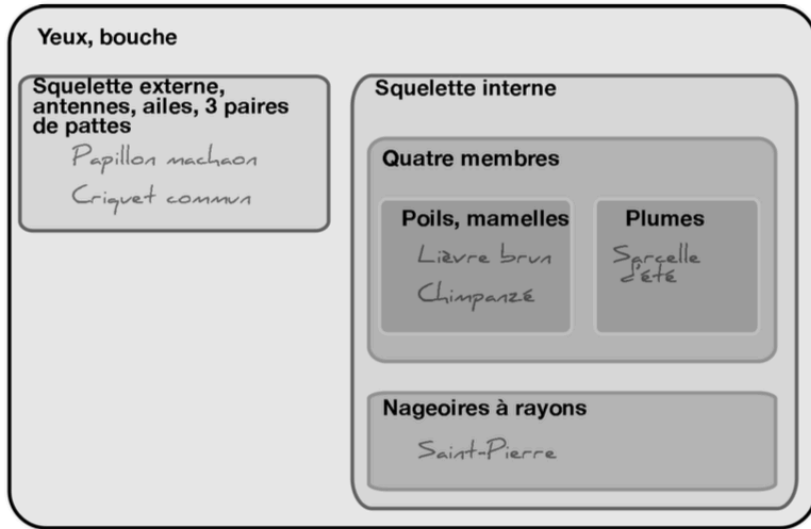 Yeux, bouche
Squelette externe,
antennes, ailes, 3 paires
de pattes
Papillon machaon
Criquet commun
Squelette interne
Quatre membres
Poils, mamelles
Lièvre brun
Chimpanzé
Plumes
Sarcelle
d'été
Nageoires à rayons
Saint-Pierre